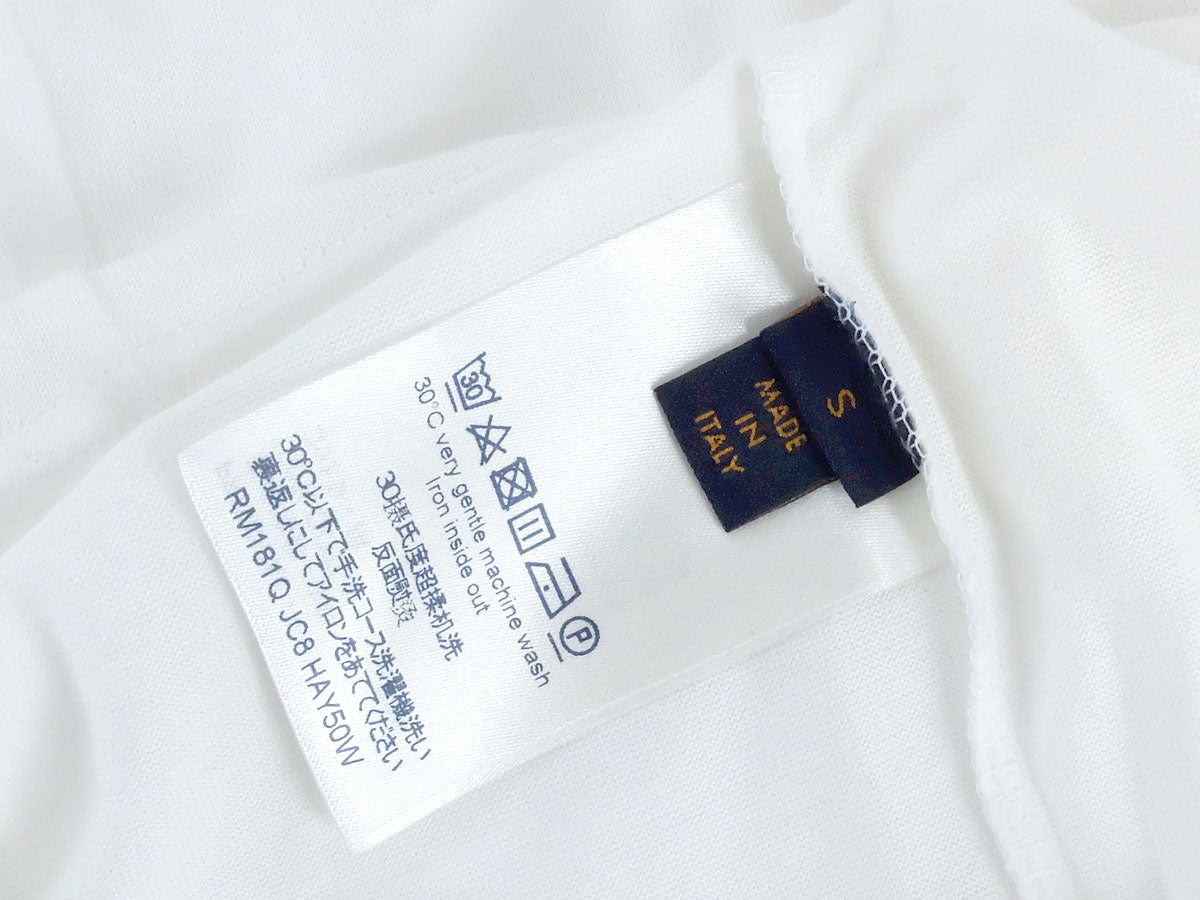 30
P
30°C very gentle machine wash
Iron inside out
30摄氏度超揉机洗
反面熨烫
30℃以下で手洗コース洗濯機洗い
裏返しにしてアイロンをあててください
RM181Q JC8 HAY50W
S
MADE
IN
ITALY